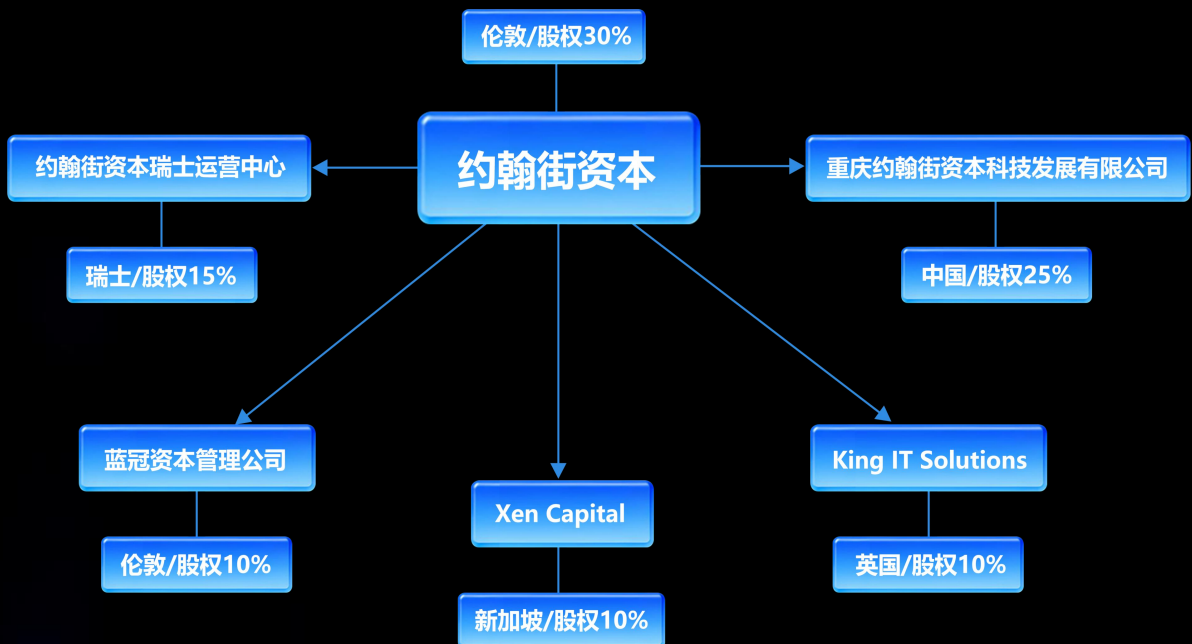 伦敦/股权30%
约翰街资本
约翰街资本瑞士运营中心
重庆约翰街资本科技发展有限公司
瑞士/股权15%
中国/股权25%
蓝冠资本管理公司
King IT Solutions
Xen Capital
伦敦/股权10%
英国/股权10%
新加坡/股权10%